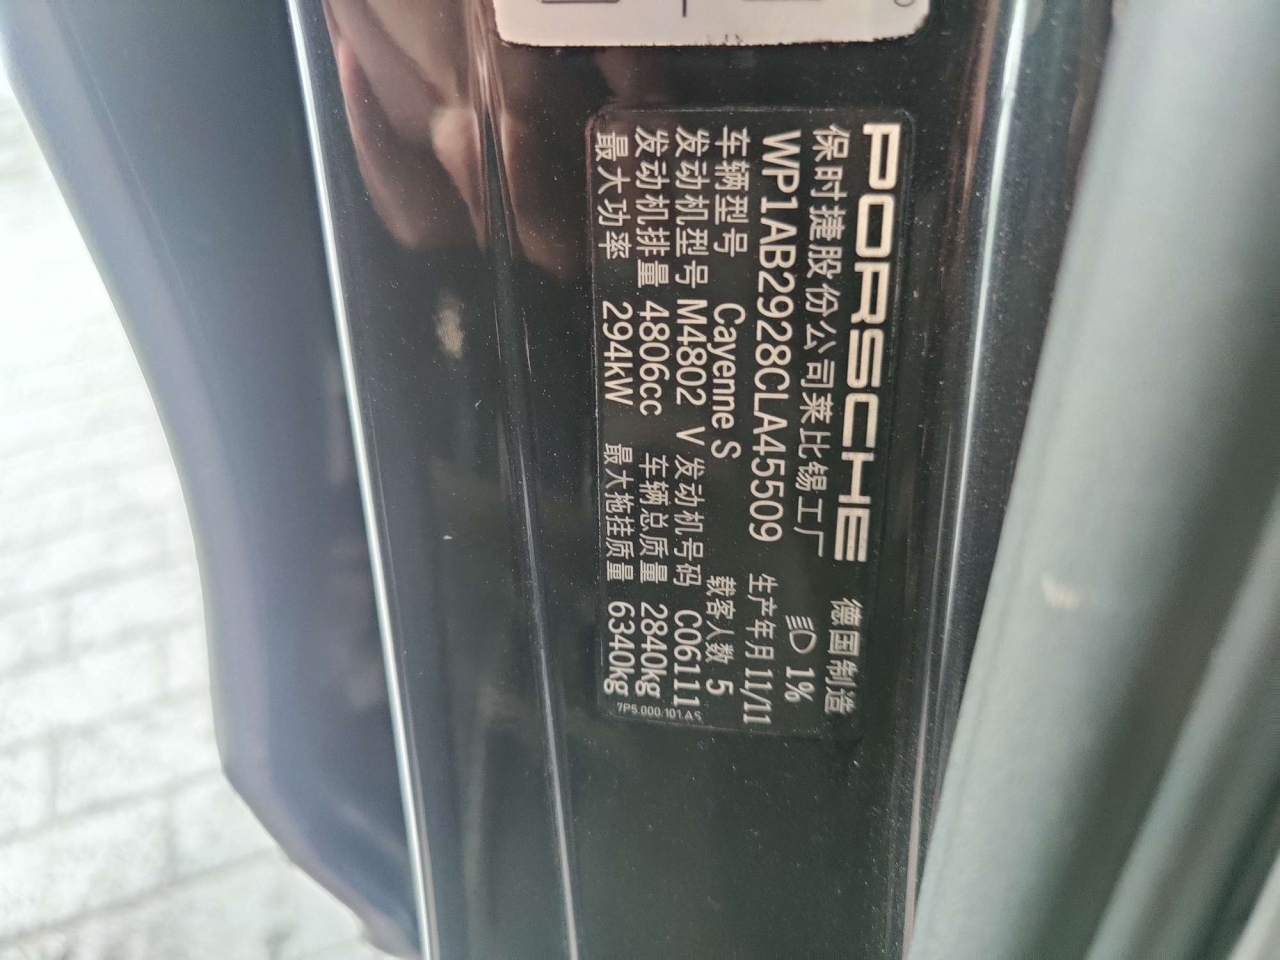 PORSCHE 德国制造
保时捷股份公司莱比锡工厂 1%
WP1AB2928CLA45509 生产年月 11/11
车辆型号 Cayenne S 载客人数 5
发动机型号 M4802 V 发动机号码 C06111
发动机排量 4806cc 车辆总质量 2840kg
最大功率 294kW 最大拖挂质量 6340kg
7P5.000.101.AS